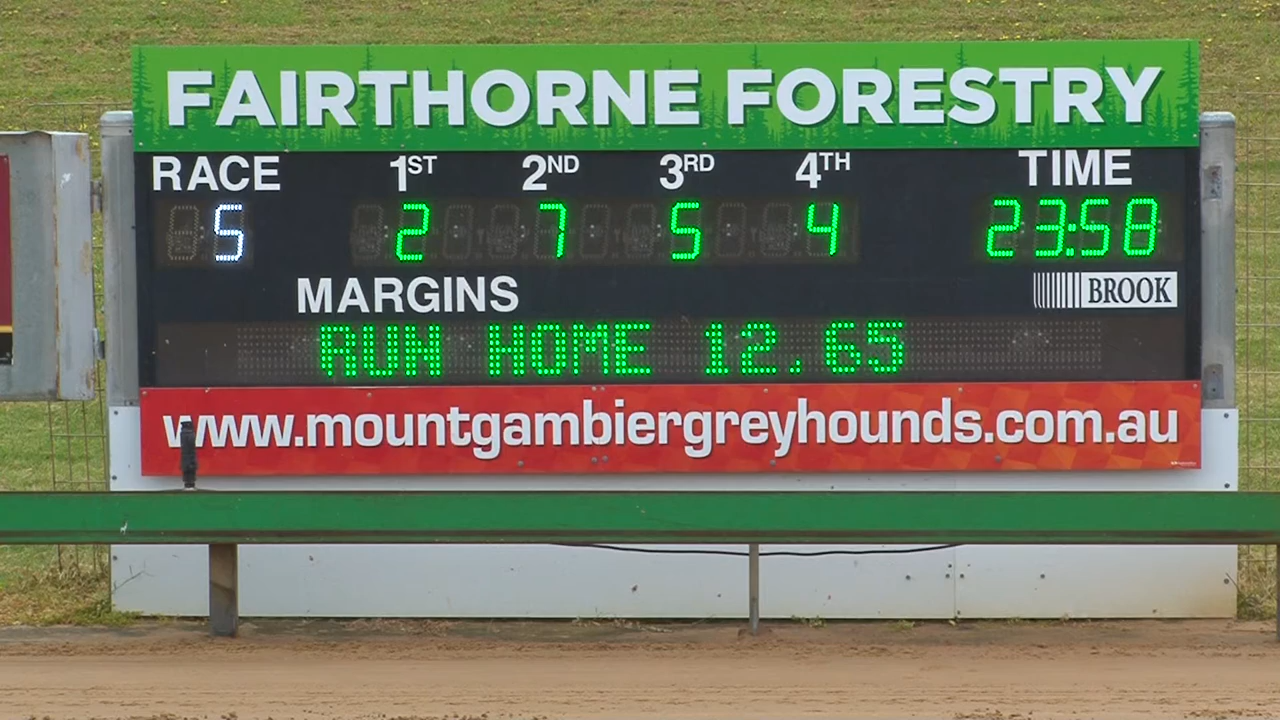 FAIRTHORNE FORESTRY
RACE 1ST 2ND 3RD 4TH TIME
5 2 7 5 4 23:58
MARGINS BROOK
RUN HOME 12.65
www.mountgambiergreyhounds.com.au